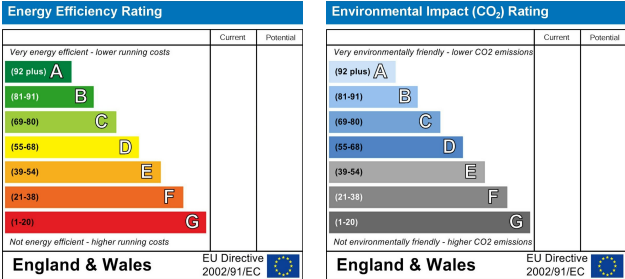 Energy Efficiency Rating
Current Potential
Very energy efficient - lower running costs
(92 plus) A
(81-91) B
(69-80) C
(55-68) D
(39-54) E
(21-38) F
(1-20) G
Not energy efficient - higher running costs
England & Wales
EU Directive
2002/91/EC
Environmental Impact (CO₂) Rating
Current Potential
Very environmentally friendly - lower CO2 emissions
(92 plus) A
(81-91) B
(69-80) C
(55-68) D
(39-54) E
(21-38) F
(1-20) G
Not environmentally friendly - higher CO2 emissions
England & Wales
EU Directive
2002/91/EC